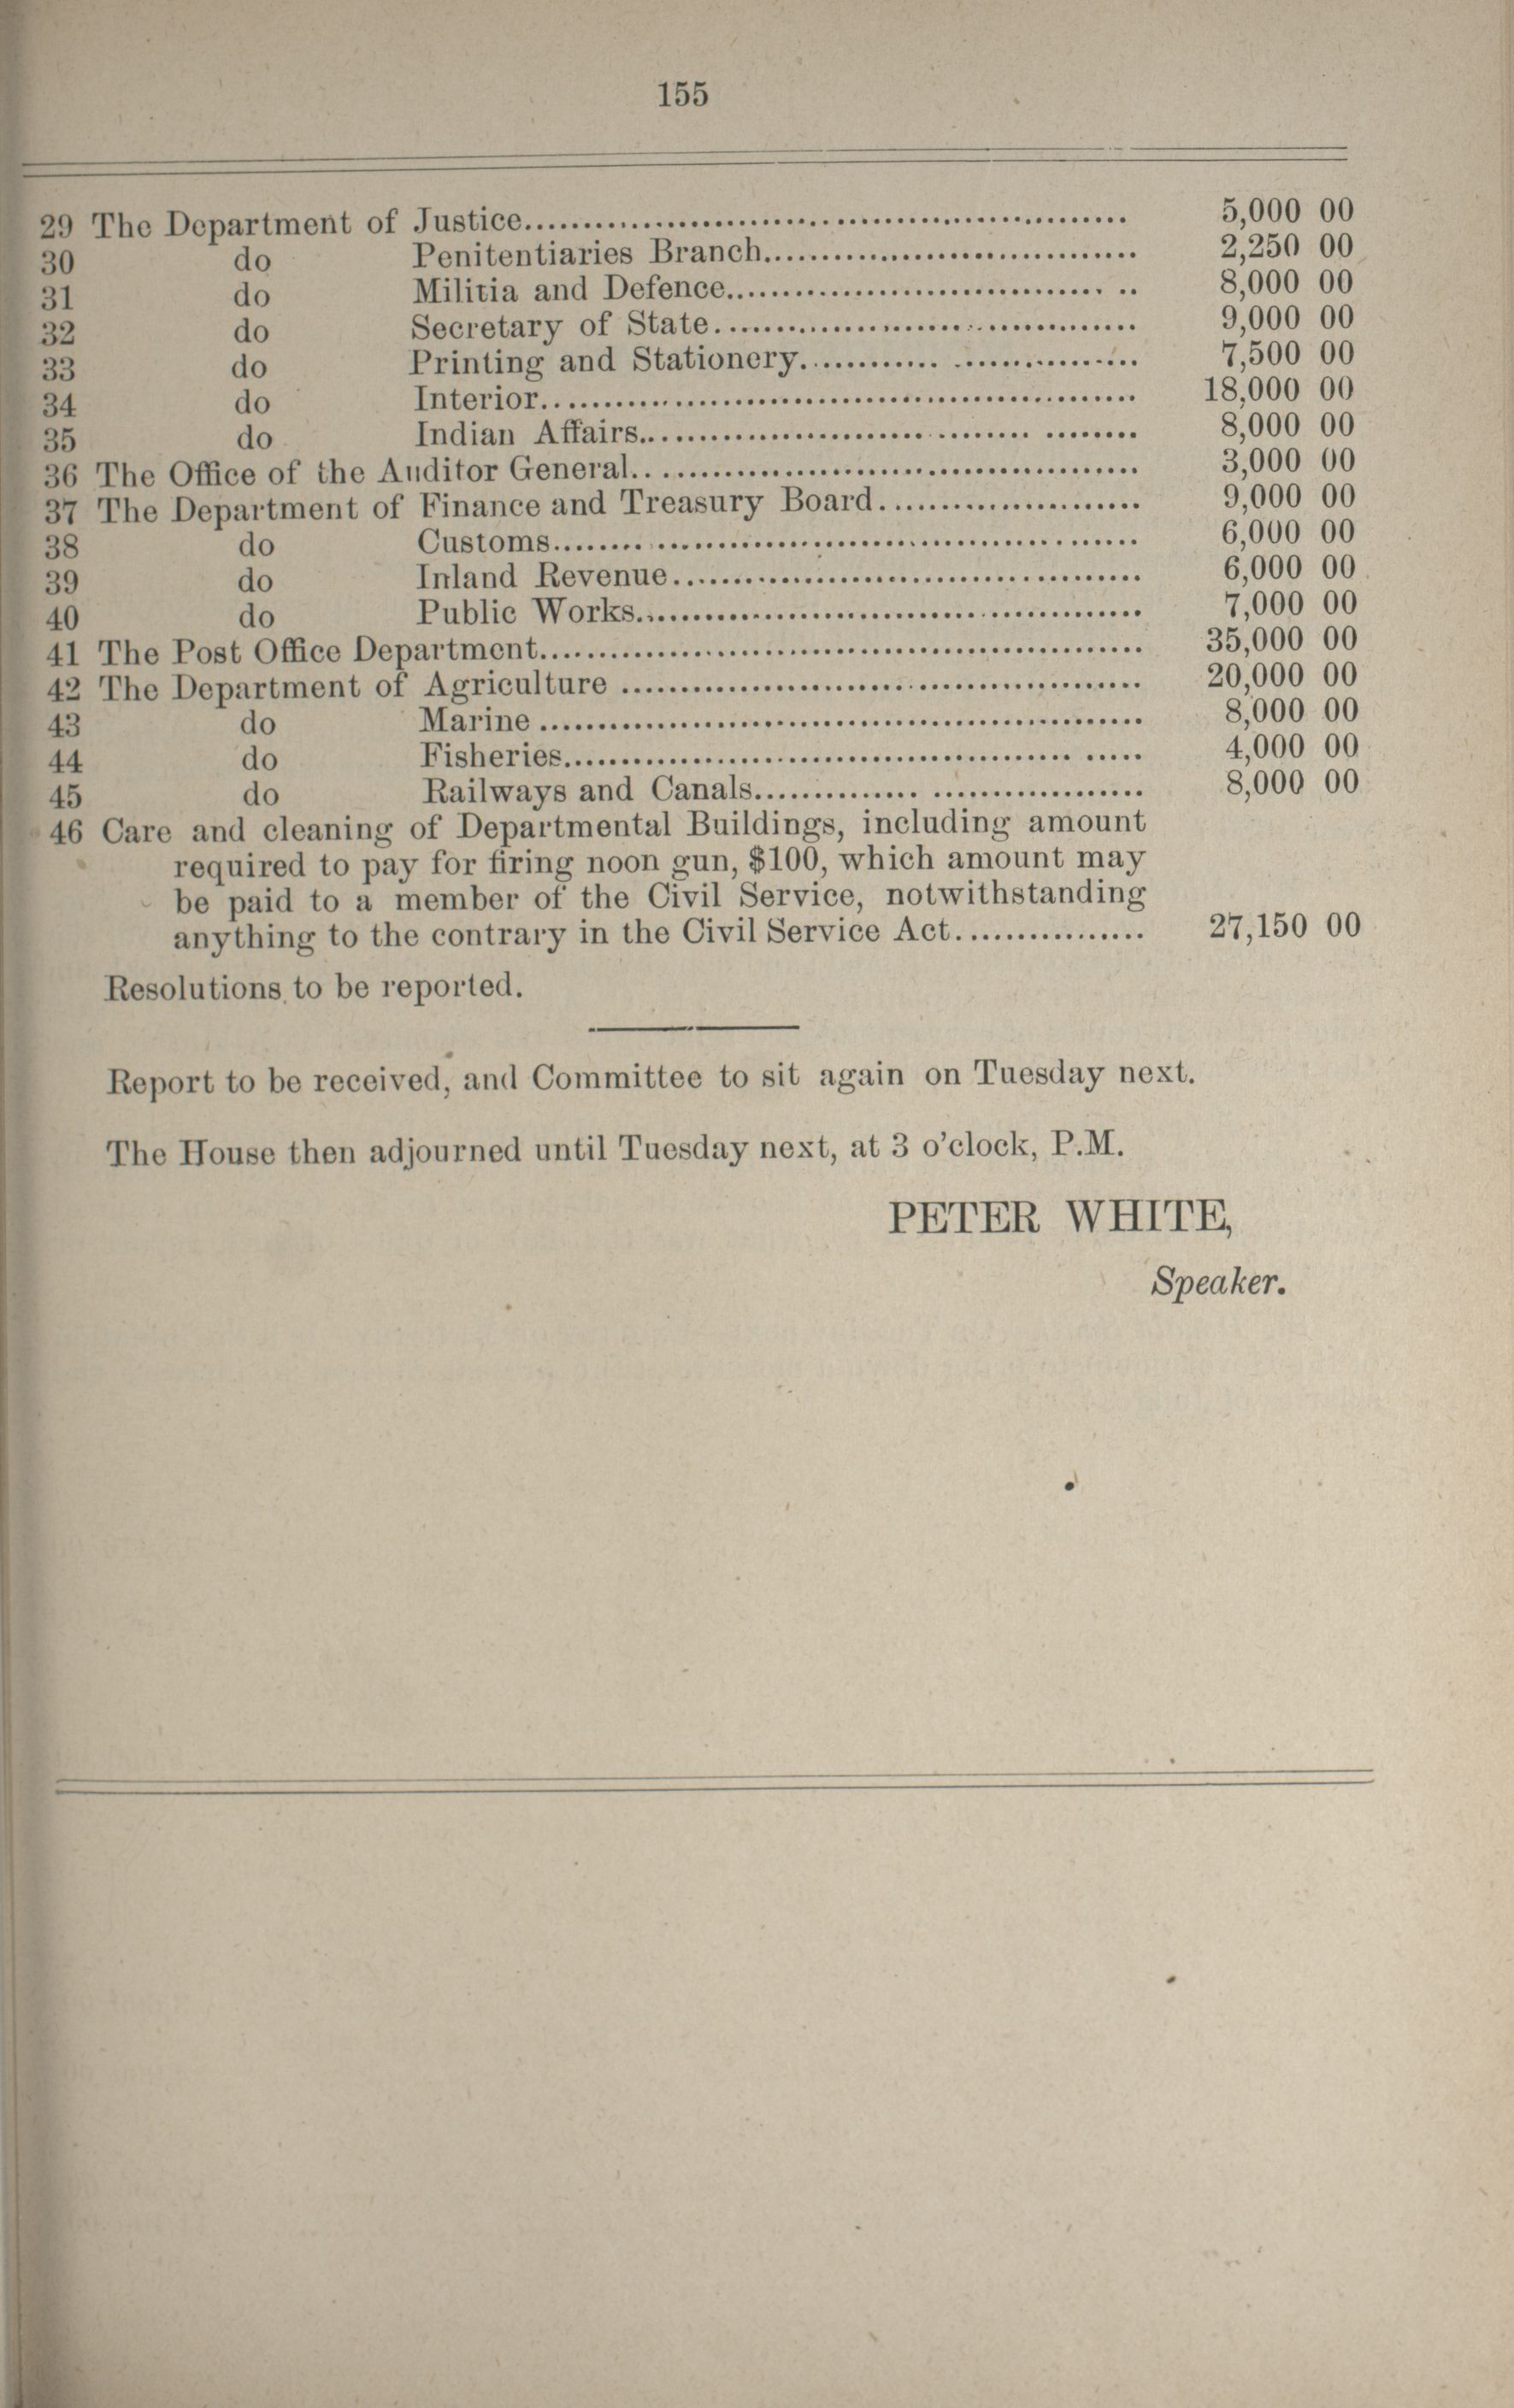 155
29 The Department of Justice........ 5,000 00
30 do Penitentiaries Branch........ 2,250 00
31 do Militia and Defence........ 8,000 00
32 do Secretary of State........ 9,000 00
33 do Printing and Stationery........ 7,500 00
34 do Interior........ 18,000 00
35 do Indian Affairs........ 8,000 00
36 The Office of the Auditor General........ 3,000 00
37 The Department of Finance and Treasury Board........ 9,000 00
38 do Customs........ 6,000 00
39 do Inland Revenue........ 6,000 00
40 do Public Works........ 7,000 00
41 The Post Office Department........ 35,000 00
42 The Department of Agriculture ........ 20,000 00
43 do Marine ........ 8,000 00
44 do Fisheries........ 4,000 00
45 do Railways and Canals........ 8,000 00
46 Care and cleaning of Departmental Buildings, including amount
required to pay for firing noon gun, $100, which amount may
be paid to a member of the Civil Service, notwithstanding
anything to the contrary in the Civil Service Act........ 27,150 00
Resolutions to be reported.
Report to be received, and Committee to sit again on Tuesday next.
The House then adjourned until Tuesday next, at 3 o'clock, P.M.
PETER WHITE,
Speaker.